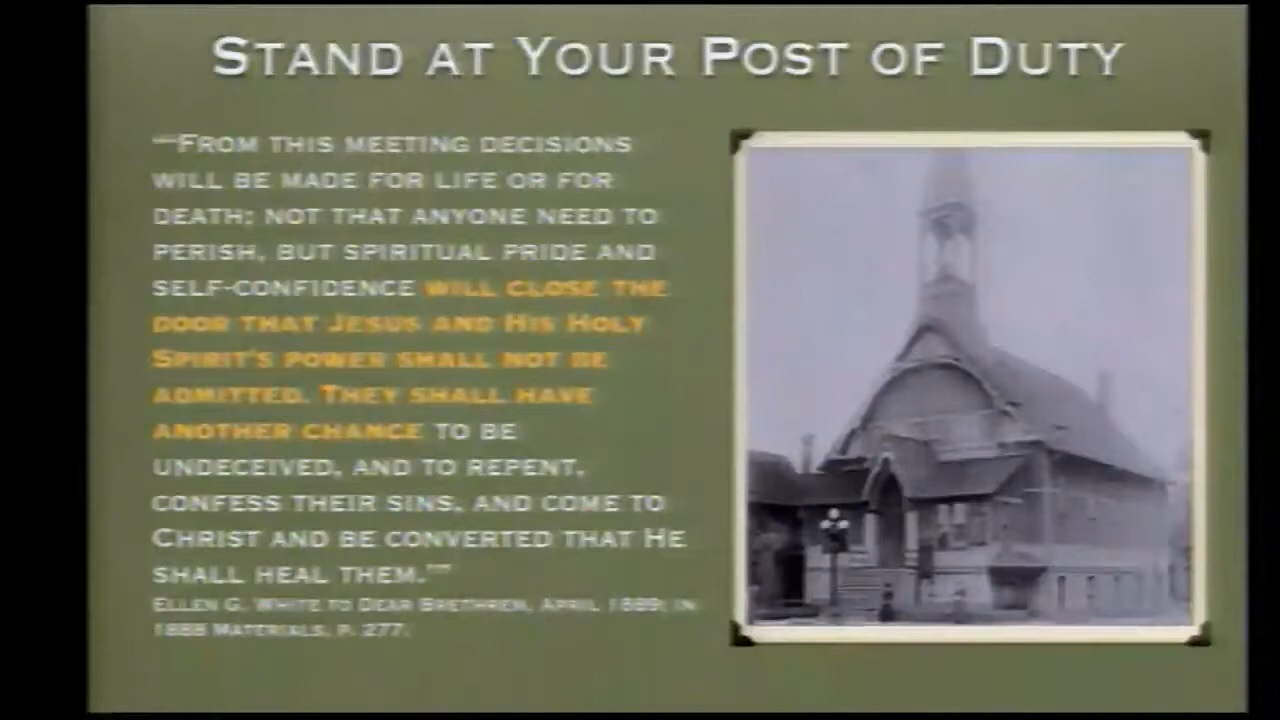 STAND AT YOUR POST OF DUTY
"'"FROM THIS MEETING DECISIONS
WILL BE MADE FOR LIFE OR FOR
DEATH; NOT THAT ANYONE NEED TO
PERISH, BUT SPIRITUAL PRIDE AND
SELF-CONFIDENCE WILL CLOSE THE
DOOR THAT JESUS AND HIS HOLY
SPIRIT'S POWER SHALL NOT BE
ADMITTED. THEY SHALL HAVE
ANOTHER CHANCE TO BE
UNDECEIVED, AND TO REPENT,
CONFESS THEIR SINS, AND COME TO
CHRIST AND BE CONVERTED THAT HE
SHALL HEAL THEM.'"
ELLEN G. WHITE TO DEAR BRETHREN, APRIL 1889; IN
1888 MATERIALS, P. 277.